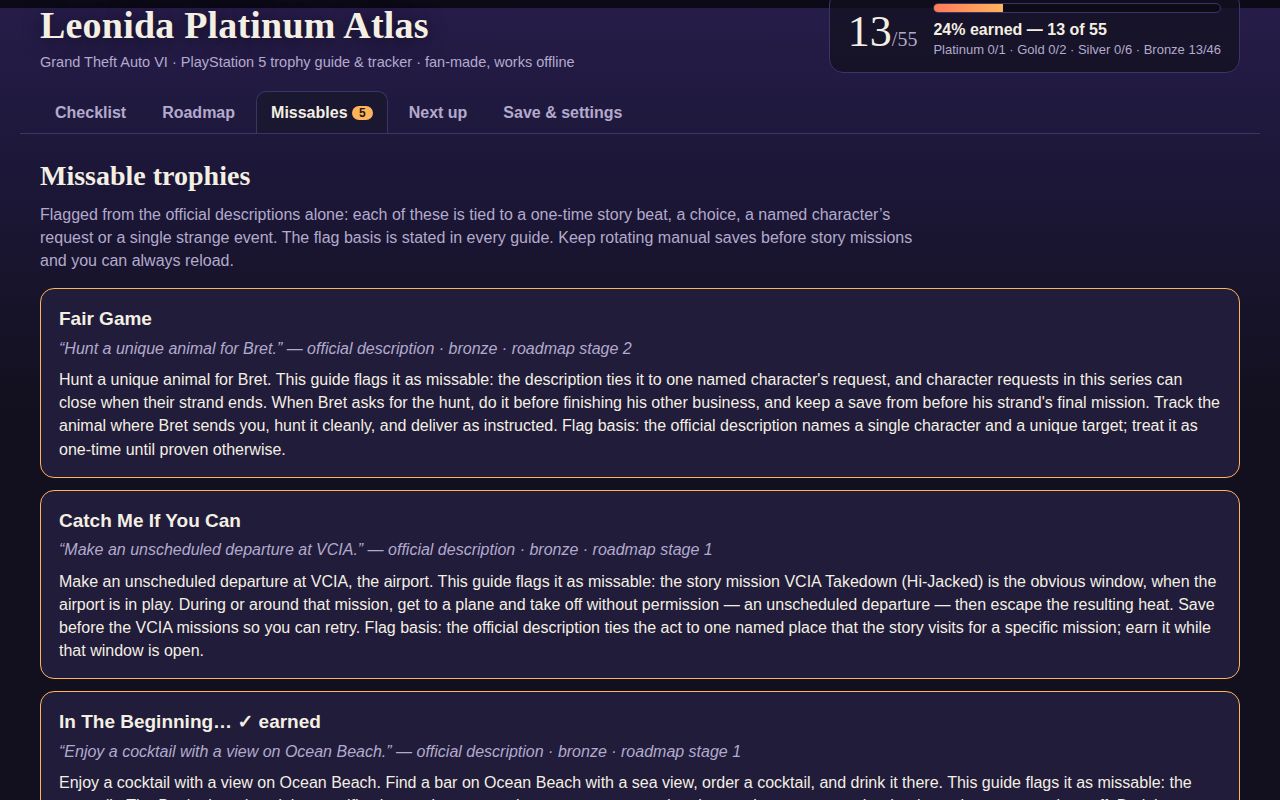 Leonida Platinum Atlas
Grand Theft Auto VI · PlayStation 5 trophy guide & tracker · fan-made, works offline
13/55
24% earned — 13 of 55
Platinum 0/1 · Gold 0/2 · Silver 0/6 · Bronze 13/46
Checklist
Roadmap
Missables 5
Next up
Save & settings
Missable trophies
Flagged from the official descriptions alone: each of these is tied to a one-time story beat, a choice, a named character’s
request or a single strange event. The flag basis is stated in every guide. Keep rotating manual saves before story missions
and you can always reload.
Fair Game
“Hunt a unique animal for Bret.” — official description · bronze · roadmap stage 2
Hunt a unique animal for Bret. This guide flags it as missable: the description ties it to one named character's request, and character requests in this series can
close when their strand ends. When Bret asks for the hunt, do it before finishing his other business, and keep a save from before his strand's final mission. Track the
animal where Bret sends you, hunt it cleanly, and deliver as instructed. Flag basis: the official description names a single character and a unique target; treat it as
one-time until proven otherwise.
Catch Me If You Can
“Make an unscheduled departure at VCIA.” — official description · bronze · roadmap stage 1
Make an unscheduled departure at VCIA, the airport. This guide flags it as missable: the story mission VCIA Takedown (Hi-Jacked) is the obvious window, when the
airport is in play. During or around that mission, get to a plane and take off without permission — an unscheduled departure — then escape the resulting heat. Save
before the VCIA missions so you can retry. Flag basis: the official description ties the act to one named place that the story visits for a specific mission; earn it while
that window is open.
In The Beginning… ✓ earned
“Enjoy a cocktail with a view on Ocean Beach.” — official description · bronze · roadmap stage 1
Enjoy a cocktail with a view on Ocean Beach. Find a bar on Ocean Beach with a sea view, order a cocktail, and drink it there. This guide flags it as missable: the